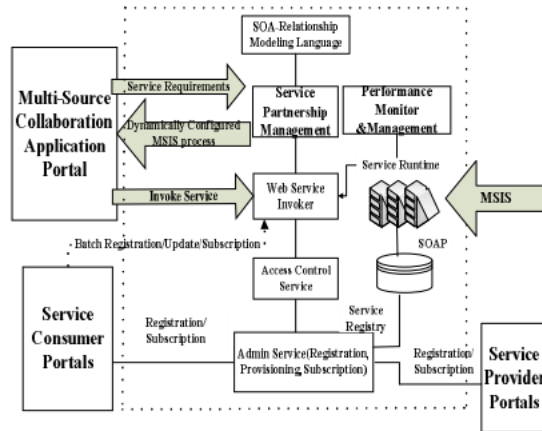 SOA-Relationship
Modeling Language
Multi-Source
Collaboration
Application
Portal
Service Requirements
Service
Partnership
Management
Performance
Monitor
&Management
Dynamically Configured
MSIS process
Service Runtime
Invoke Service
Web Service
Invoker
MSIS
Batch Registration/Update/Subscription
SOAP
Access Control
Service
Service
Consumer
Portals
Registration/
Subscription
Service
Registry
Admin Service(Registration,
Provisioning, Subscription)
Registration/
Subscription
Service
Provider
Portals